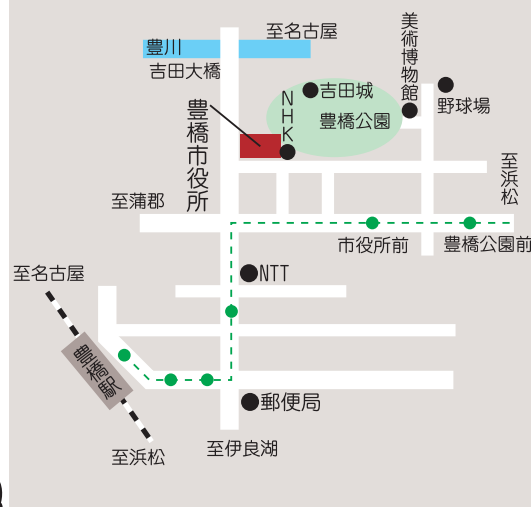 至名古屋
豊川
吉田大橋
美術博物館
吉田城
野球場
NHK
豊橋公園
豊橋市役所
至浜松
至蒲郡
市役所前
豊橋公園前
至名古屋
NTT
豊橋駅
郵便局
至浜松
至伊良湖